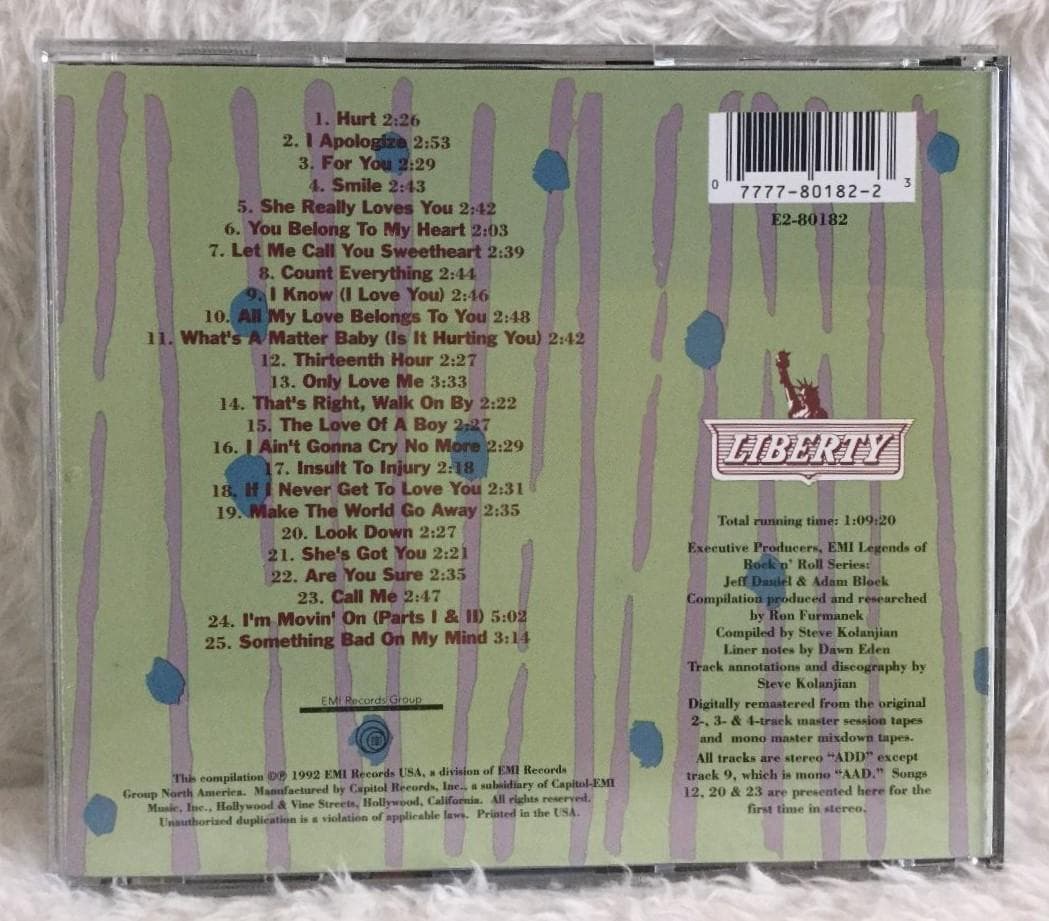 1. Hurt 2:26
2. I Apologize 2:53
3. For You 2:29
4. Smile 2:43
5. She Really Loves You 2:42
6. You Belong To My Heart 2:03
7. Let Me Call You Sweetheart 2:39
8. Count Everything 2:44
9. I Know (I Love You) 2:46
10. All My Love Belongs To You 2:48
11. What's A Matter Baby (Is It Hurting You) 2:42
12. Thirteenth Hour 2:27
13. Only Love Me 3:33
14. That's Right, Walk On By 2:22
15. The Love Of A Boy 2:27
16. I Ain't Gonna Cry No More 2:29
17. Insult To Injury 2:18
18. If I Never Get To Love You 2:31
19. Make The World Go Away 2:35
20. Look Down 2:27
21. She's Got You 2:21
22. Are You Sure 2:35
23. Call Me 2:47
24. I'm Movin' On (Parts I & II) 5:02
25. Something Bad On My Mind 3:14
EMI Records Group
This compilation ©℗ 1992 EMI Records USA, a division of EMI Records
Group North America. Manufactured by Capitol Records, Inc., a subsidiary of Capitol-EMI
Music, Inc., Hollywood & Vine Streets, Hollywood, California. All rights reserved.
Unauthorized duplication is a violation of applicable laws. Printed in the USA.
0 7777-80182-2 3
E2-80182
LIBERTY
Total running time: 1:09:20
Executive Producers, EMI Legends of
Rock n' Roll Series:
Jeff Daniel & Adam Block
Compilation produced and researched
by Ron Furmanek
Compiled by Steve Kolanjian
Liner notes by Dawn Eden
Track annotations and discography by
Steve Kolanjian
Digitally remastered from the original
2-, 3- & 4-track master session tapes
and mono master mixdown tapes.
All tracks are stereo “ADD” except
track 9, which is mono “AAD.” Songs
12, 20 & 23 are presented here for the
first time in stereo.